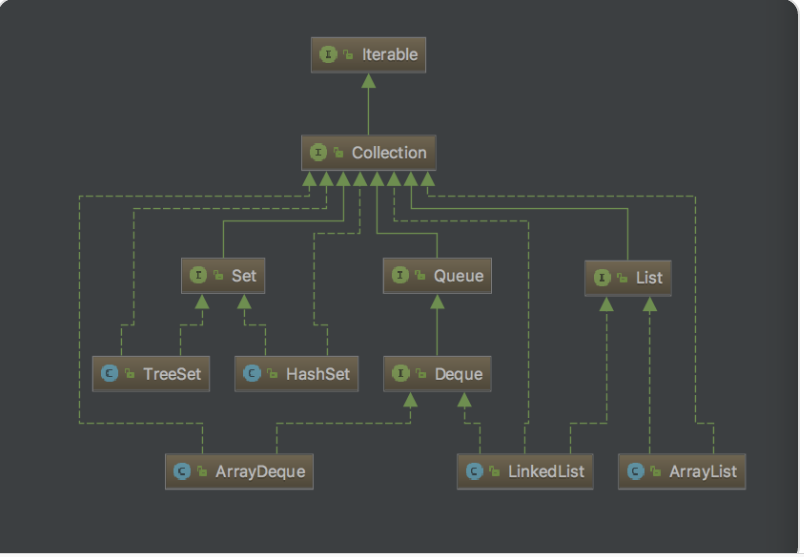 I Iterable
I Collection
I Set
I Queue
I List
C TreeSet
C HashSet
I Deque
C ArrayDeque
C LinkedList
C ArrayList